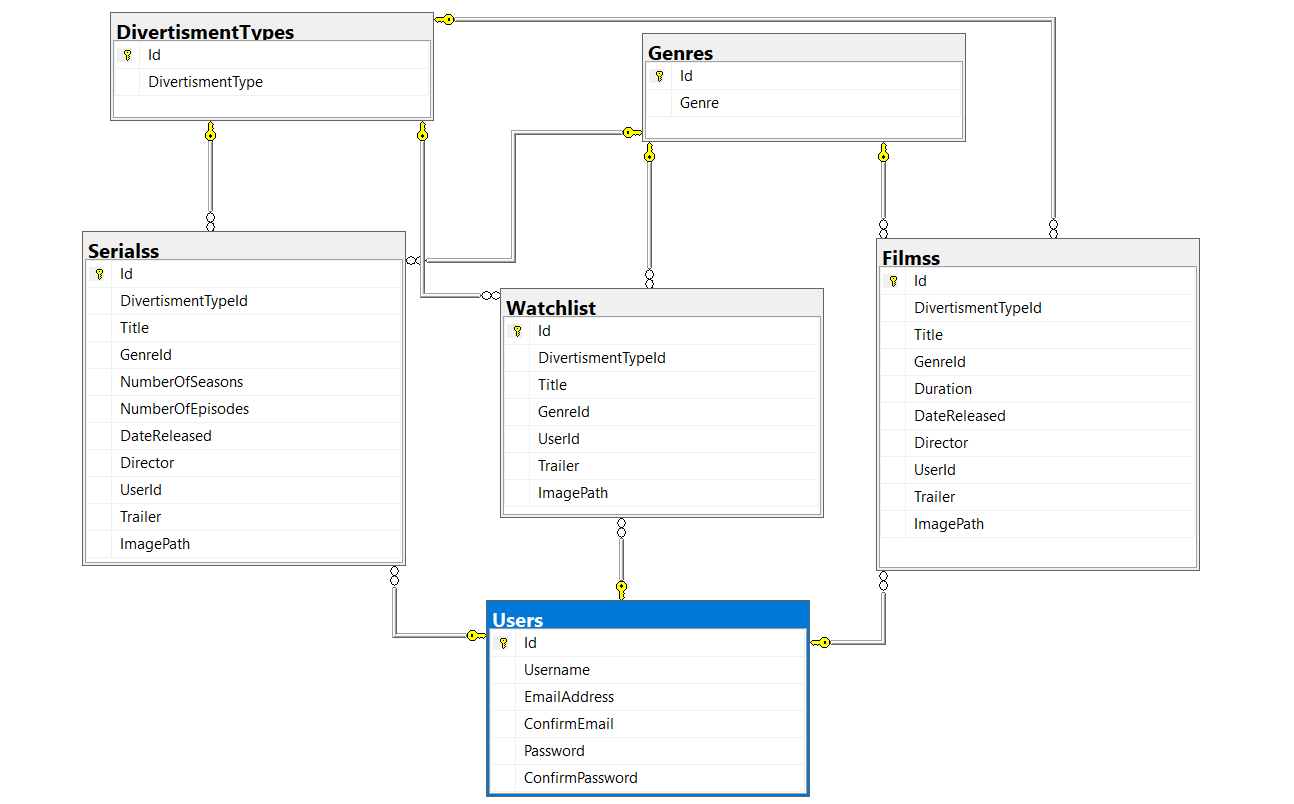 DivertismentTypes
Id
DivertismentType
Genres
Id
Genre
Serialss
Id
DivertismentTypeId
Title
GenreId
NumberOfSeasons
NumberOfEpisodes
DateReleased
Director
UserId
Trailer
ImagePath
Watchlist
Id
DivertismentTypeId
Title
GenreId
UserId
Trailer
ImagePath
Filmss
Id
DivertismentTypeId
Title
GenreId
Duration
DateReleased
Director
UserId
Trailer
ImagePath
Users
Id
Username
EmailAddress
ConfirmEmail
Password
ConfirmPassword